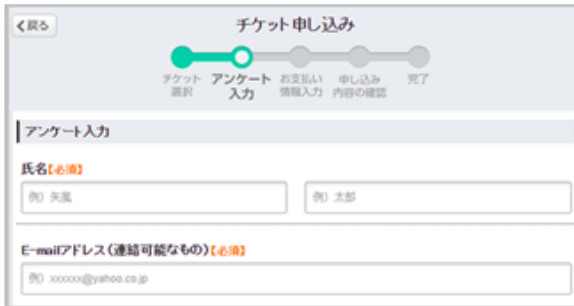 戻る
チケット申し込み
チケット
選択
アンケート
入力
お支払い
情報入力
申し込み
内容の確認
完了
アンケート入力
氏名【必須】
例) 矢風
例) 太郎
E-mailアドレス(連絡可能なもの)【必須】
例) xxxxxx@yahoo.co.jp